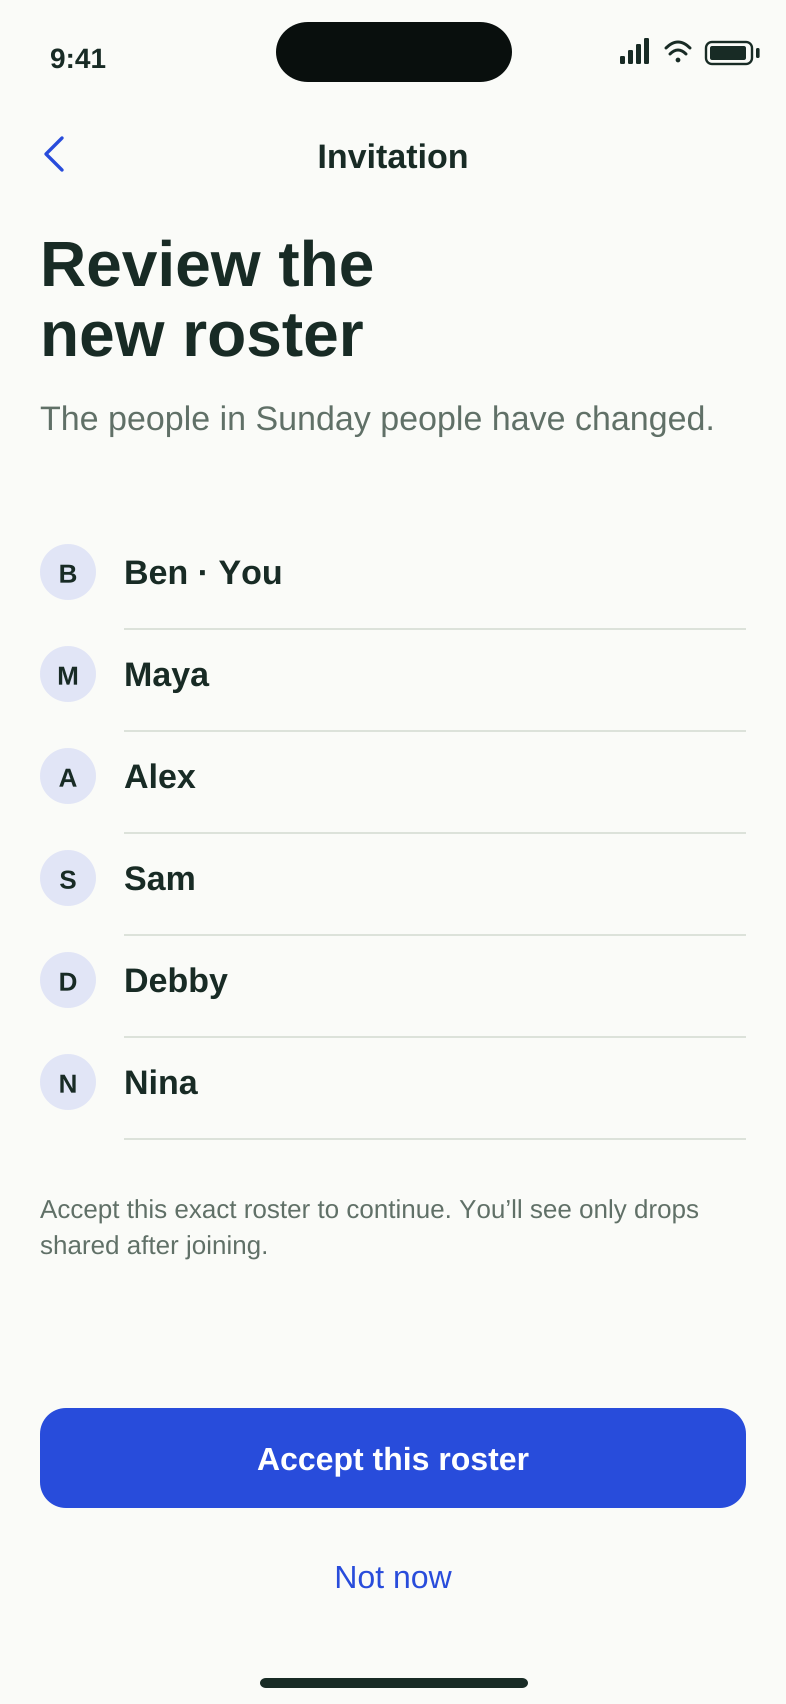 9:41
Invitation
Review the
new roster
The people in Sunday people have changed.
B
Ben · You
M
Maya
A
Alex
S
Sam
D
Debby
N
Nina
Accept this exact roster to continue. You’ll see only drops
shared after joining.
Accept this roster
Not now